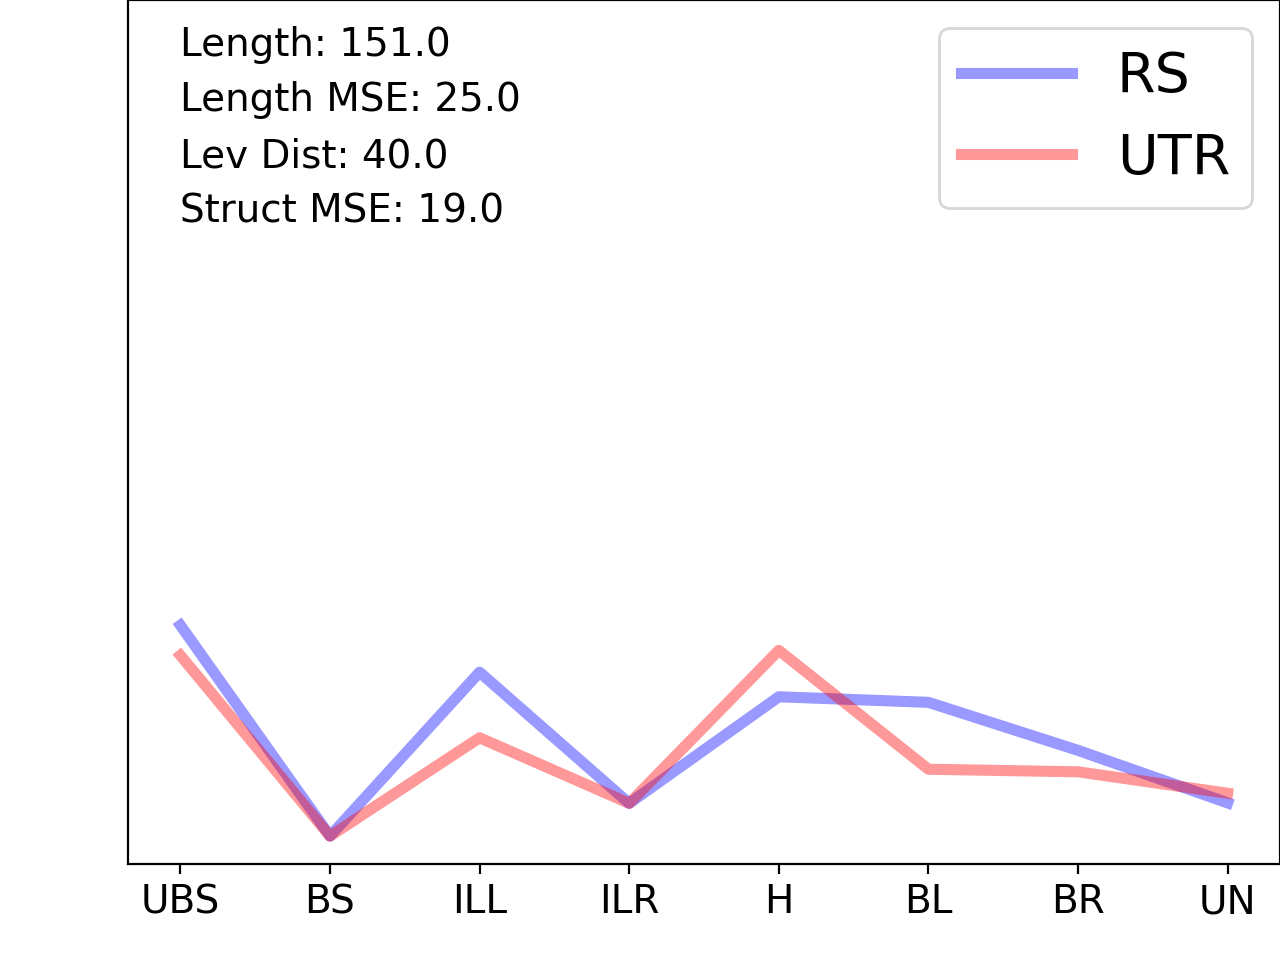 Length: 151.0
Length MSE: 25.0
Lev Dist: 40.0
Struct MSE: 19.0
RS
UTR
UBS BS ILL ILR H BL BR UN